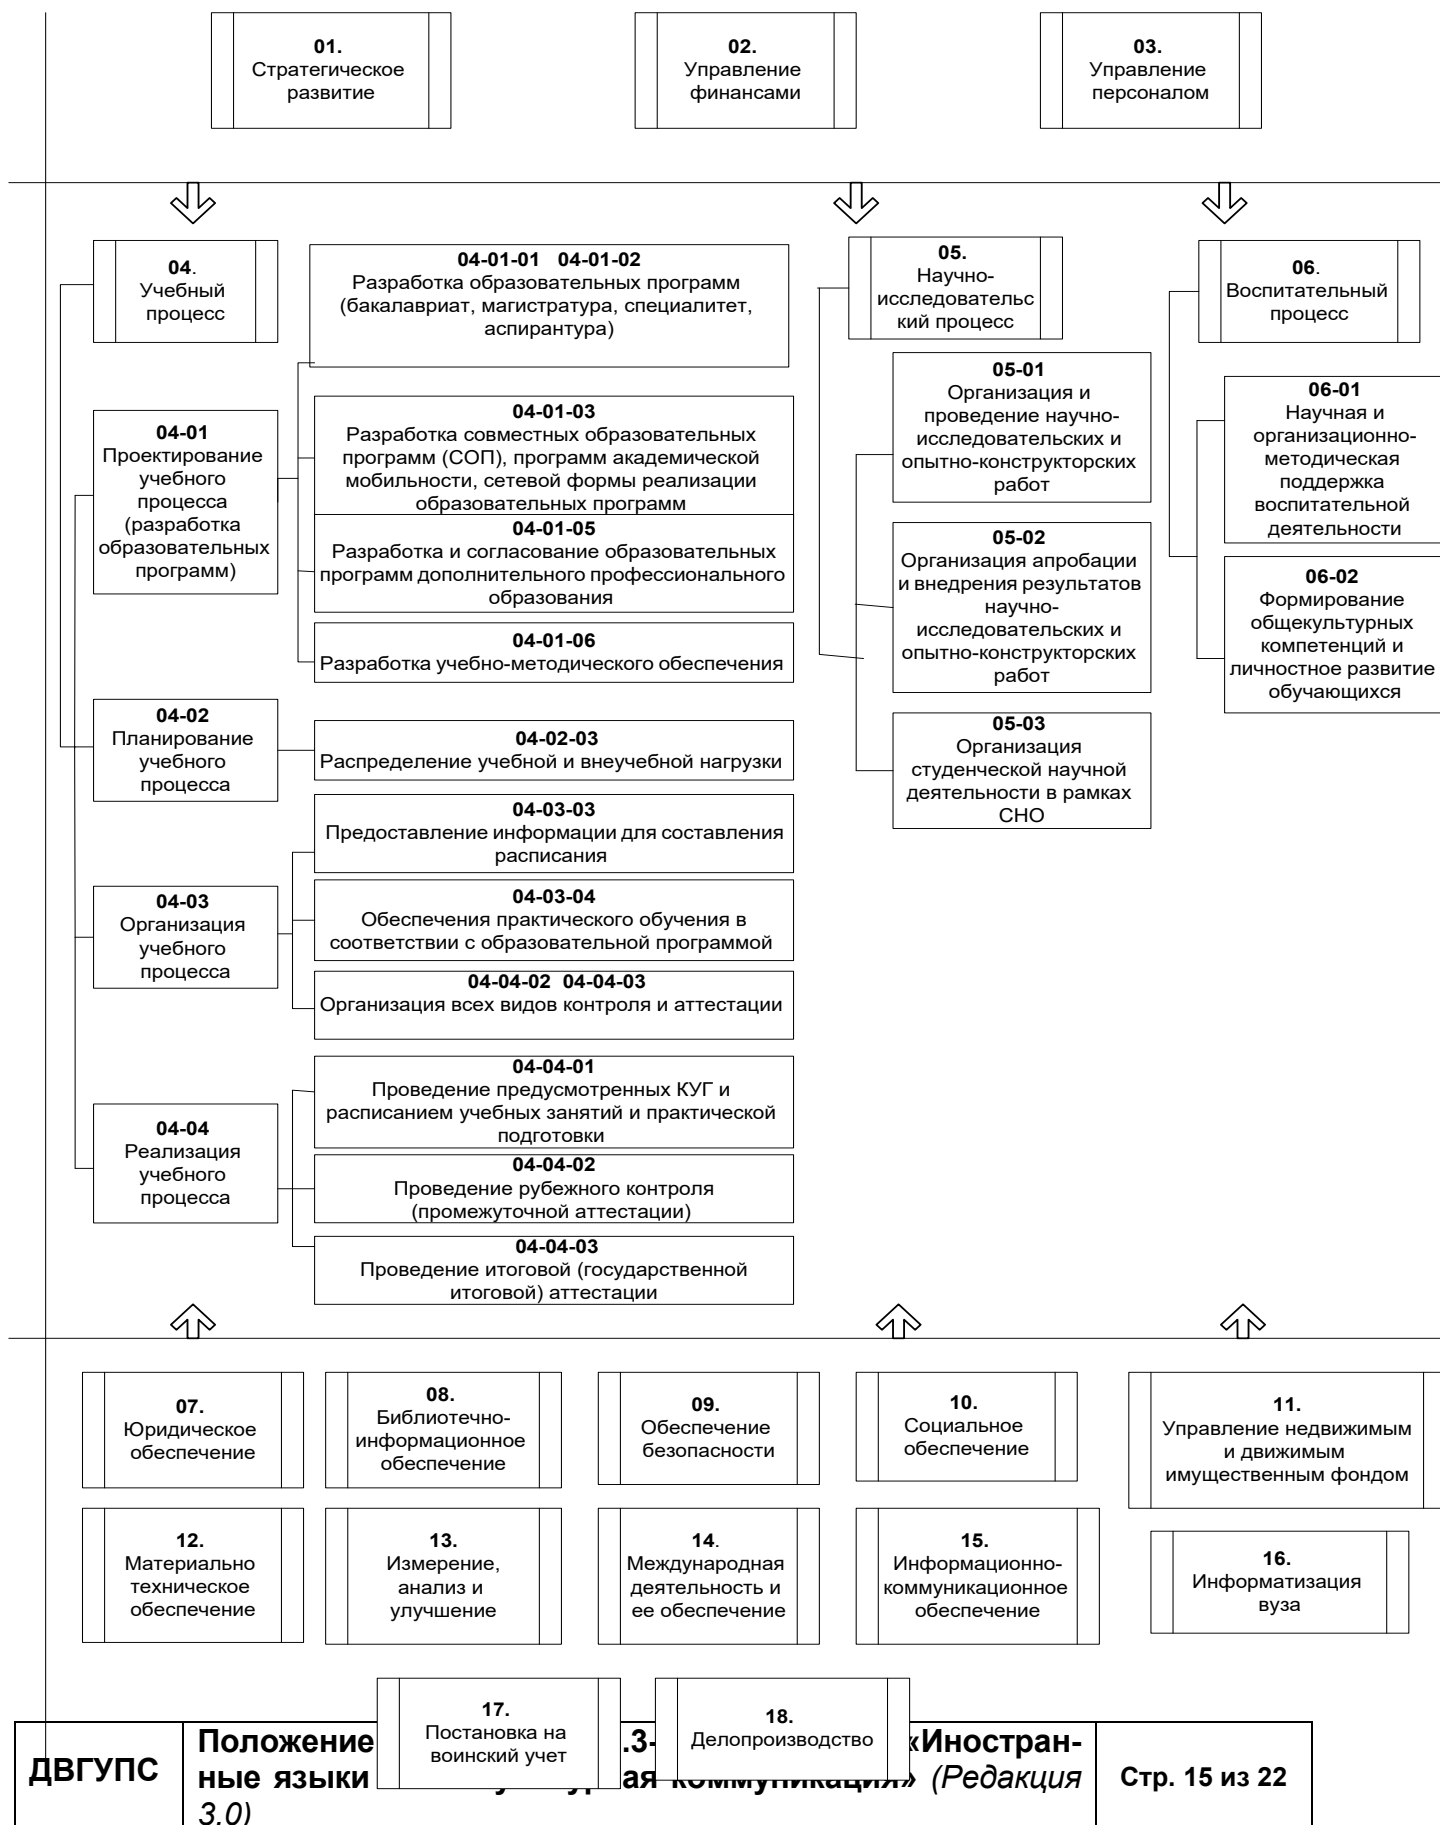 01.
Стратегическое
развитие
02.
Управление
финансами
03.
Управление
персоналом
04.
Учебный
процесс
04-01-01 04-01-02
Разработка образовательных программ
(бакалавриат, магистратура, специалитет,
аспирантура)
05.
Научно-
исследовательс
кий процесс
06.
Воспитательный
процесс
04-01
Проектирование
учебного
процесса
(разработка
образовательных
программ)
04-01-03
Разработка совместных образовательных
программ (СОП), программ академической
мобильности, сетевой формы реализации
образовательных программ
04-01-05
Разработка и согласование образовательных
программ дополнительного профессионального
образования
04-01-06
Разработка учебно-методического обеспечения
04-02
Планирование
учебного
процесса
04-02-03
Распределение учебной и внеучебной нагрузки
04-03
Организация
учебного
процесса
04-03-03
Предоставление информации для составления
расписания
04-03-04
Обеспечения практического обучения в
соответствии с образовательной программой
04-04-02 04-04-03
Организация всех видов контроля и аттестации
04-04
Реализация
учебного
процесса
04-04-01
Проведение предусмотренных КУГ и
расписанием учебных занятий и практической
подготовки
04-04-02
Проведение рубежного контроля
(промежуточной аттестации)
04-04-03
Проведение итоговой (государственной
итоговой) аттестации
05-01
Организация и
проведение научно-
исследовательских и
опытно-конструкторских
работ
05-02
Организация апробации
и внедрения результатов
научно-
исследовательских и
опытно-конструкторских
работ
05-03
Организация
студенческой научной
деятельности в рамках
СНО
06-01
Научная и
организационно-
методическая
поддержка
воспитательной
деятельности
06-02
Формирование
общекультурных
компетенций и
личностное развитие
обучающихся
07.
Юридическое
обеспечение
08.
Библиотечно-
информационное
обеспечение
09.
Обеспечение
безопасности
10.
Социальное
обеспечение
11.
Управление недвижимым
и движимым
имущественным фондом
12.
Материально
техническое
обеспечение
13.
Измерение,
анализ и
улучшение
14.
Международная
деятельность и
ее обеспечение
15.
Информационно-
коммуникационное
обеспечение
16.
Информатизация
вуза
17.
Постановка на
воинский учет
18.
Делопроизводство
ДВГУПС
Положение .3- «Иностран-
ные языки коммуникация» (Редакция
3.0)
Стр. 15 из 22